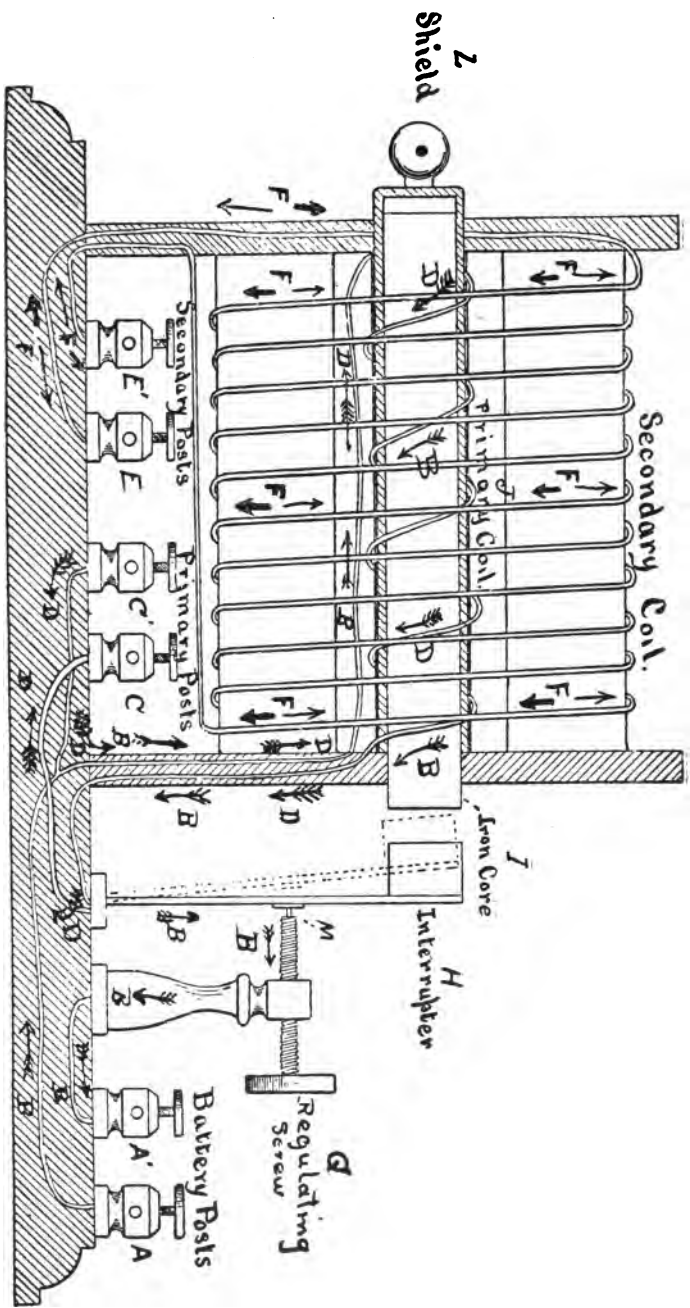 Secondary Coil.
F
F
F
J
Primary Coil.
I
Iron Core
H
Interrupter
L
Shield
D
B
D
B
D
B
F
F
F
F
D
B
D
B
M
B
B
G
Regulating
Screw
Secondary Posts
E'
E
Primary Posts
C'
C
Battery Posts
A'
A
F
F
F
D
D
D
B
D
B
B
B